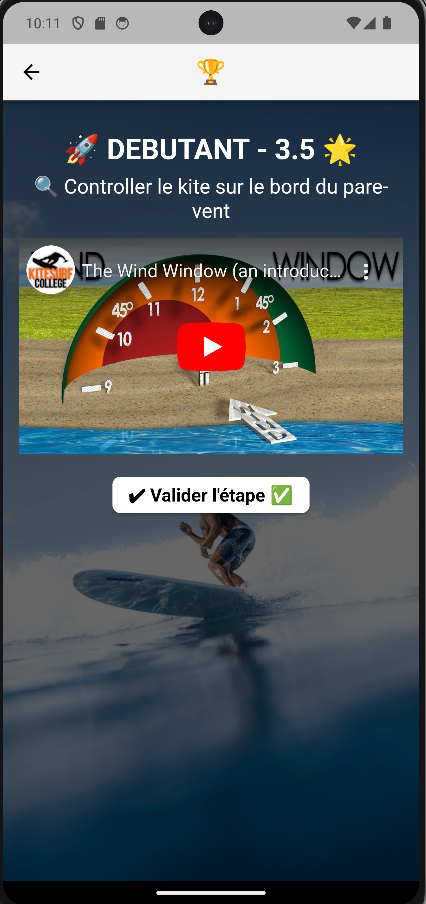 10:11
🏆
🚀 DEBUTANT - 3.5 🌟
🔍 Controller le kite sur le bord du pare-
vent
KITESURF
COLLEGE
The Wind Window (an introduc...
ND
WINDOW
45°
12
45°
11
1
10
2
9
3
✔ Valider l'étape ✅